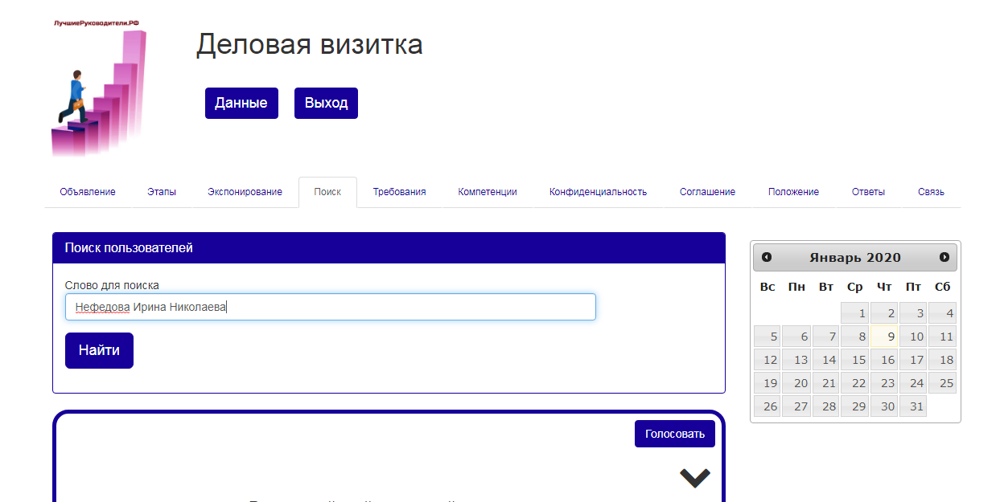 ЛучшиеРуководители.РФ
Деловая визитка
Данные Выход
Объявление Этапы Экспонирование Поиск Требования Компетенции Конфиденциальность Соглашение Положение Ответы Связь
Поиск пользователей
Слово для поиска
Нефедова Ирина Николаева
Найти
Голосовать
Январь 2020
Вс Пн Вт Ср Чт Пт Сб
1 2 3 4
5 6 7 8 9 10 11
12 13 14 15 16 17 18
19 20 21 22 23 24 25
26 27 28 29 30 31